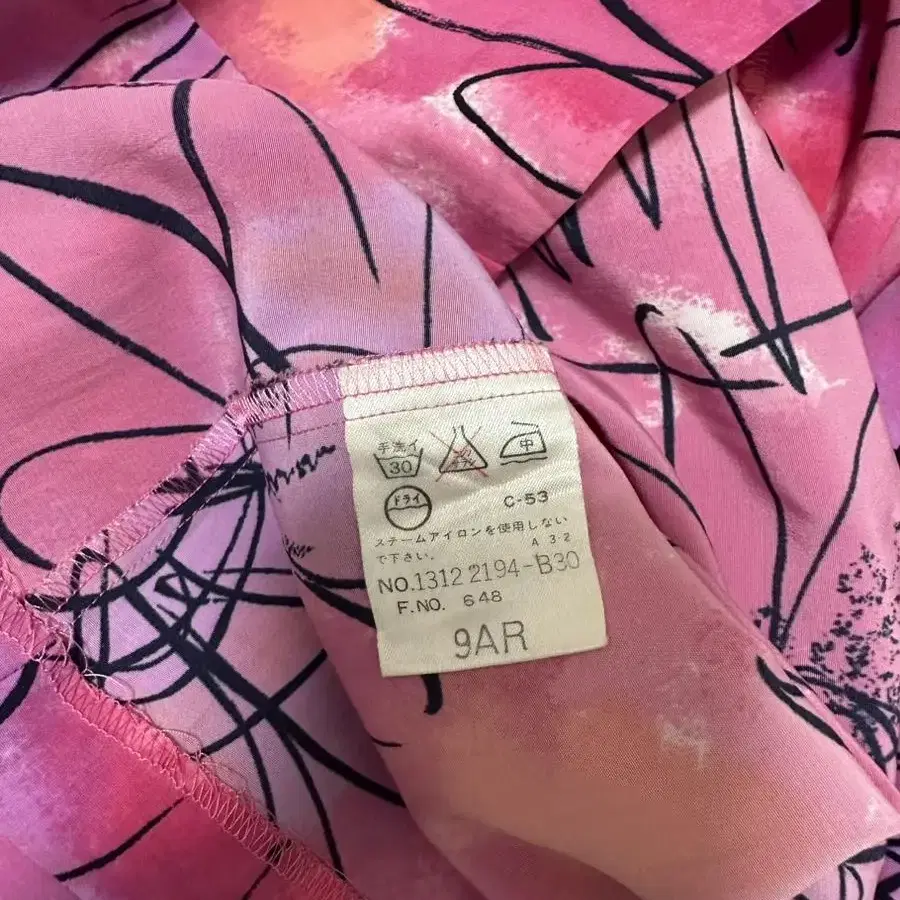 手洗イ
30
中
ドライ
C-53
スチームアイロンを使用しない
で下さい。
A 3-2
NO.1312 2194-B30
F.NO. 648
9AR